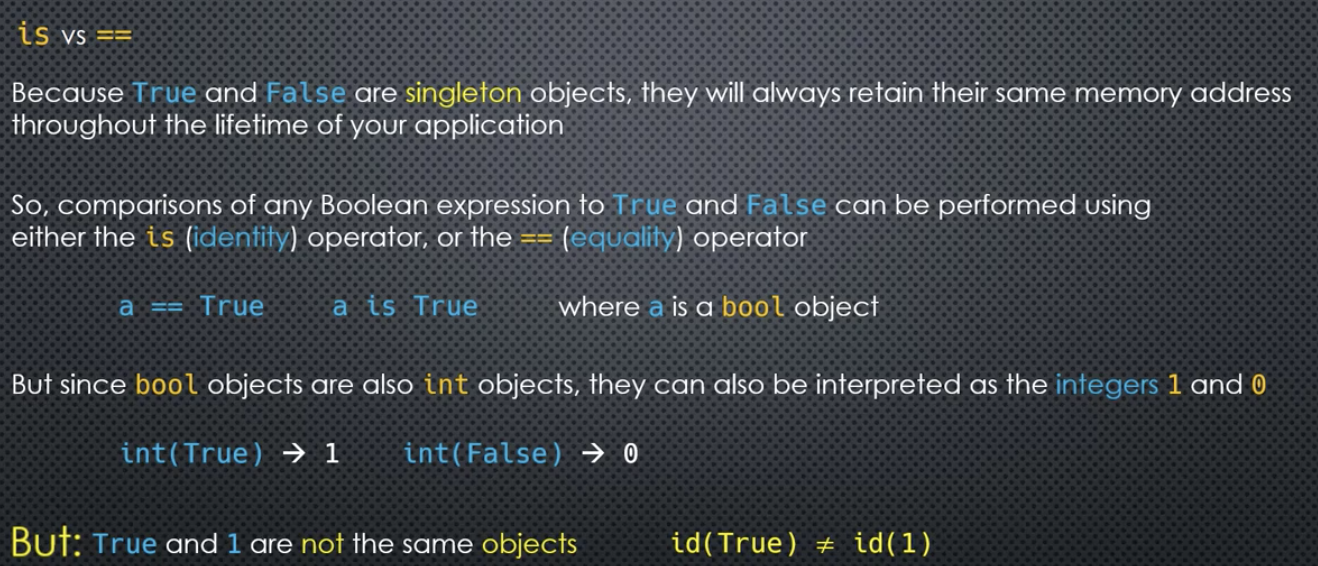 is vs ==
Because True and False are singleton objects, they will always retain their same memory address
throughout the lifetime of your application
So, comparisons of any Boolean expression to True and False can be performed using
either the is (identity) operator, or the == (equality) operator
a == True a is True where a is a bool object
But since bool objects are also int objects, they can also be interpreted as the integers 1 and 0
int(True) → 1 int(False) → 0
But: True and 1 are not the same objects id(True) ≠ id(1)